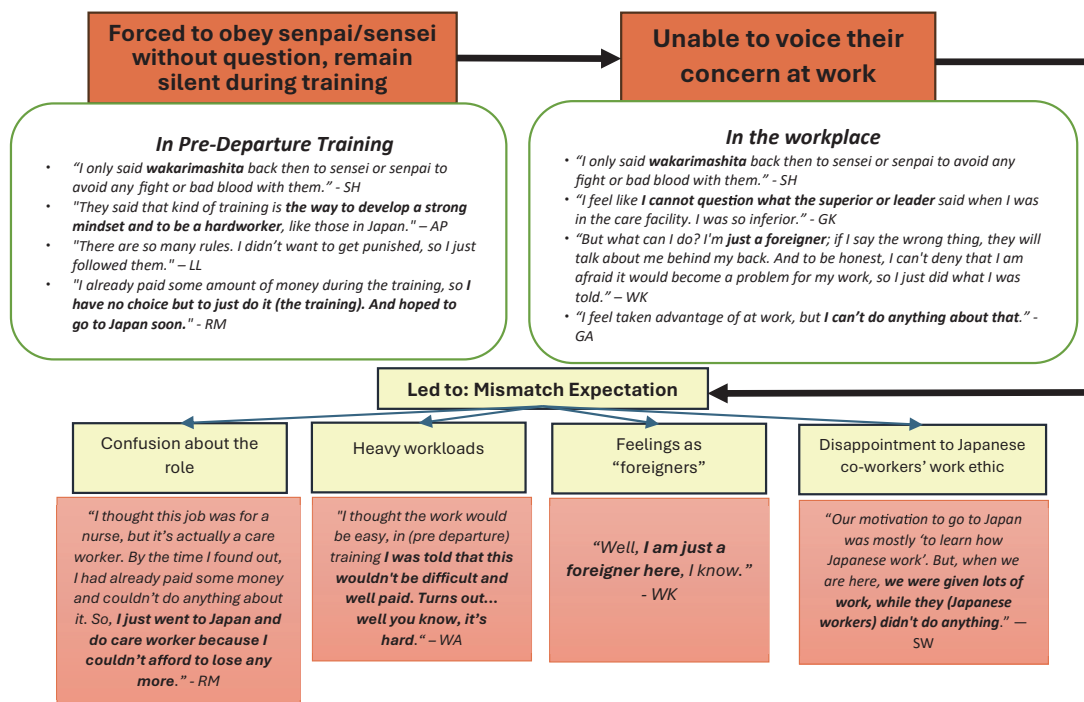 Forced to obey senpai/sensei
without question, remain
silent during training
Unable to voice their
concern at work
In Pre-Departure Training
• “I only said wakarimashita back then to sensei or senpai to
avoid any fight or bad blood with them.” - SH
• "They said that kind of training is the way to develop a strong
mindset and to be a hardworker, like those in Japan." – AP
• "There are so many rules. I didn’t want to get punished, so I just
followed them." – LL
• "I already paid some amount of money during the training, so I
have no choice but to just do it (the training). And hoped to
go to Japan soon." - RM
In the workplace
• “I only said wakarimashita back then to sensei or senpai to
avoid any fight or bad blood with them.” - SH
• “I feel like I cannot question what the superior or leader said when I was
in the care facility. I was so inferior.” - GK
• “But what can I do? I'm just a foreigner; if I say the wrong thing, they will
talk about me behind my back. And to be honest, I can't deny that I am
afraid it would become a problem for my work, so I just did what I was
told.” – WK
• “I feel taken advantage of at work, but I can’t do anything about that.” -
GA
Led to: Mismatch Expectation
Confusion about the
role
Heavy workloads
Feelings as
“foreigners”
Disappointment to Japanese
co-workers’ work ethic
“I thought this job was for a
nurse, but it’s actually a care
worker. By the time I found out,
I had already paid some money
and couldn’t do anything about
it. So, I just went to Japan and
do care worker because I
couldn’t afford to lose any
more.” - RM
"I thought the work would
be easy, in (pre departure)
training I was told that this
wouldn't be difficult and
well paid. Turns out...
well you know, it’s
hard.“ – WA
“Well, I am just a
foreigner here, I know.”
- WK
“Our motivation to go to Japan
was mostly ‘to learn how
Japanese work’. But, when we
are here, we were given lots of
work, while they (Japanese
workers) didn't do anything.” —
SW